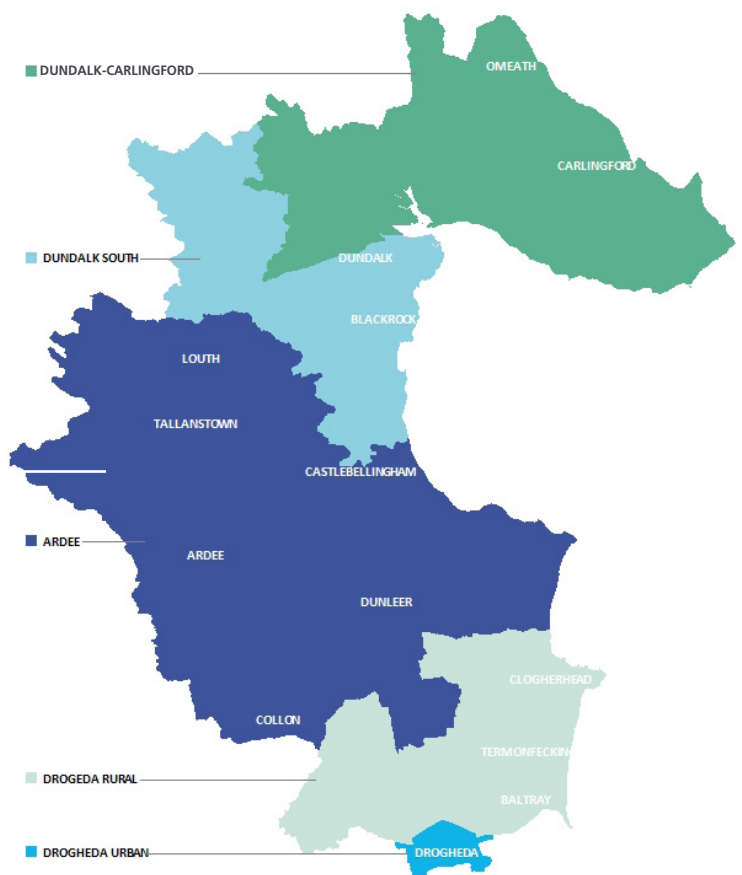 OMEATH
DUNDALK-CARLINGFORD
CARLINGFORD
DUNDALK SOUTH
DUNDALK
BLACKROCK
LOUTH
TALLANSTOWN
CASTLEBELLINGHAM
ARDEE
ARDEE
DUNLEER
CLOGHERHEAD
COLLON
TERMONFECKIN
DROGEDA RURAL
BALTRAY
DROGHEDA URBAN
DROGHEDA